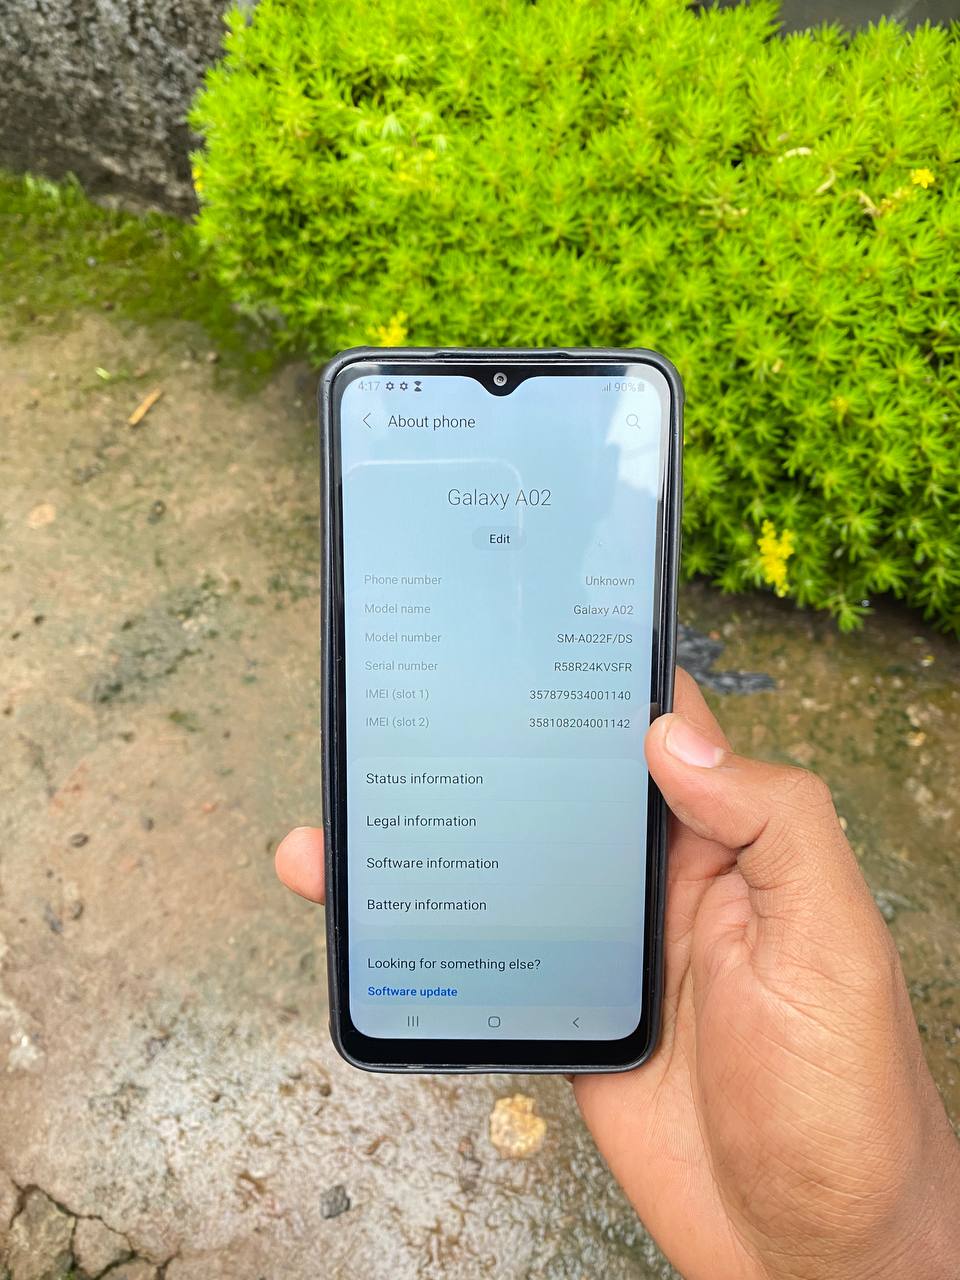 4:17 90%
About phone
Galaxy A02
Edit
Phone number Unknown
Model name Galaxy A02
Model number SM-A022F/DS
Serial number R58R24KVSFR
IMEI (slot 1) 357879534001140
IMEI (slot 2) 358108204001142
Status information
Legal information
Software information
Battery information
Looking for something else?
Software update